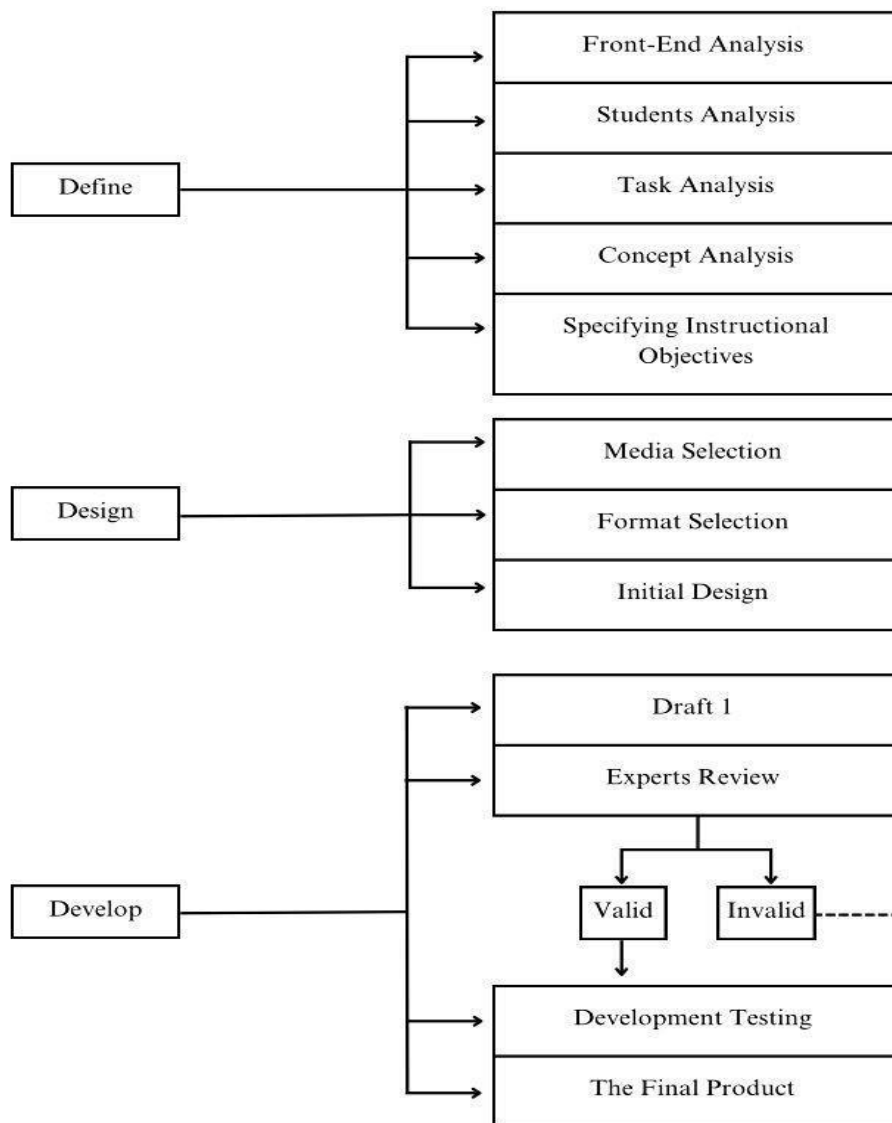 Front-End Analysis
Students Analysis
Define
Task Analysis
Concept Analysis
Specifying Instructional
Objectives
Media Selection
Design
Format Selection
Initial Design
Draft 1
Experts Review
Develop
Valid
Invalid
Development Testing
The Final Product